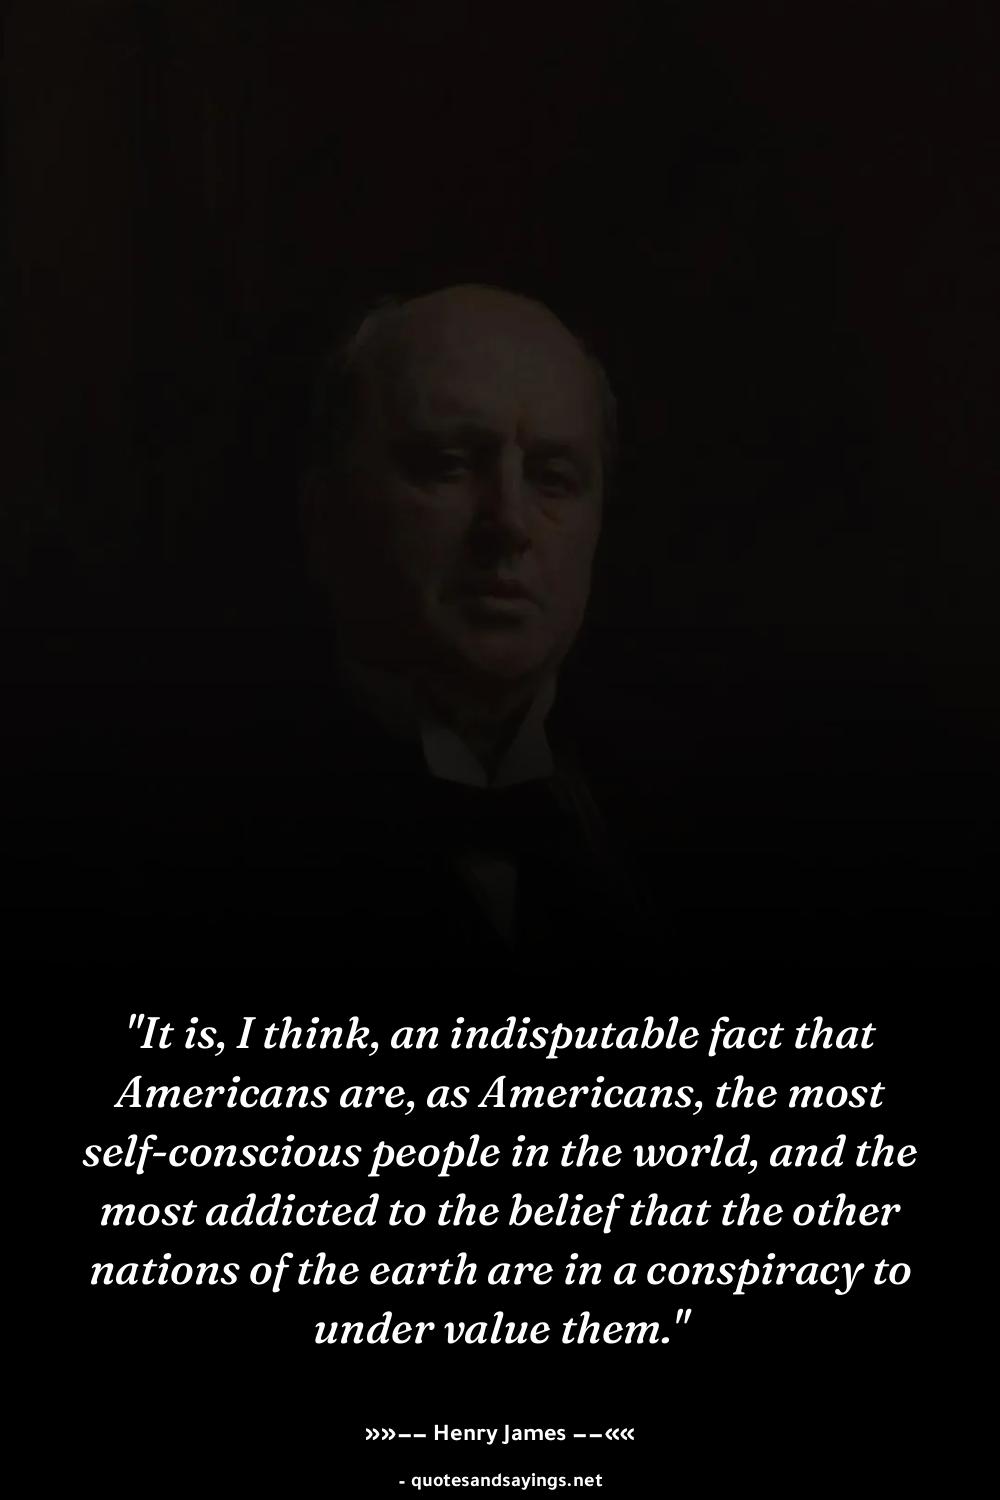 "It is, I think, an indisputable fact that
Americans are, as Americans, the most
self-conscious people in the world, and the
most addicted to the belief that the other
nations of the earth are in a conspiracy to
under value them."
»»−− Henry James −−««
- quotesandsayings.net